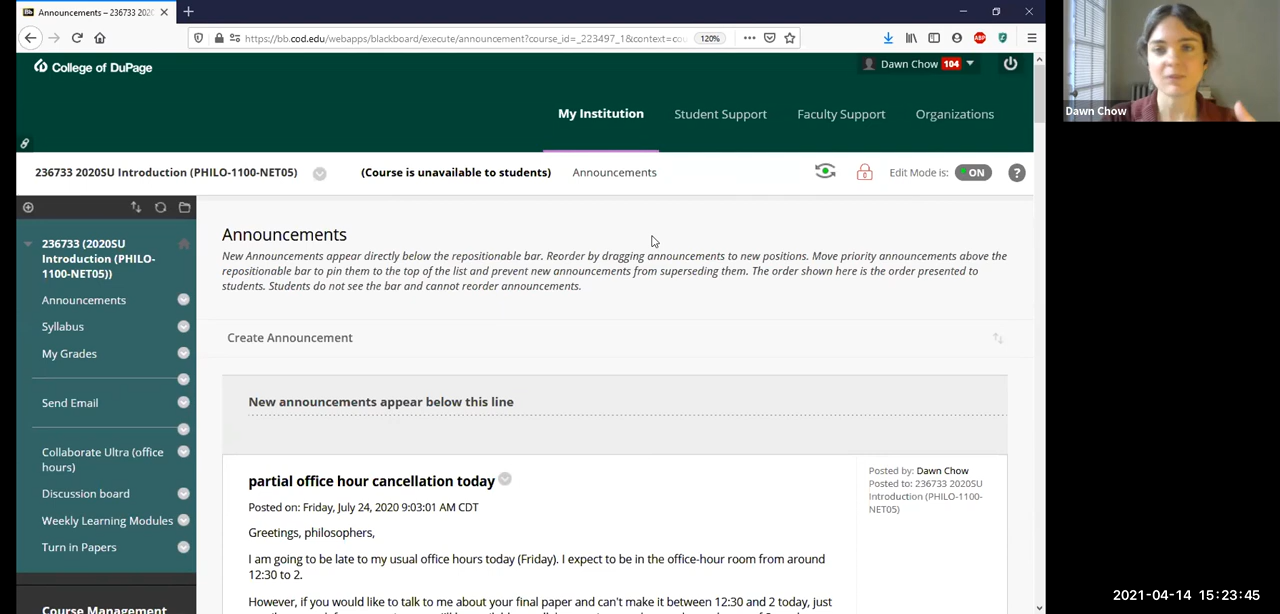 Announcements – 236733 202
https://bb.cod.edu/webapps/blackboard/execute/announcement?course_id=_223497_1&context=cou
120%
ABP
College of DuPage
Dawn Chow 104
Dawn Chow
My Institution
Student Support
Faculty Support
Organizations
236733 2020SU Introduction (PHILO-1100-NET05)
(Course is unavailable to students)
Announcements
Edit Mode is:
ON
?
236733 (2020SU
Introduction (PHILO-
1100-NET05))
Announcements
Syllabus
My Grades
Send Email
Collaborate Ultra (office
hours)
Discussion board
Weekly Learning Modules
Turn in Papers
Course Management
Announcements
New Announcements appear directly below the repositionable bar. Reorder by dragging announcements to new positions. Move priority announcements above the
repositionable bar to pin them to the top of the list and prevent new announcements from superseding them. The order shown here is the order presented to
students. Students do not see the bar and cannot reorder announcements.
Create Announcement
New announcements appear below this line
partial office hour cancellation today
Posted on: Friday, July 24, 2020 9:03:01 AM CDT
Greetings, philosophers,
I am going to be late to my usual office hours today (Friday). I expect to be in the office-hour room from around
12:30 to 2.
However, if you would like to talk to me about your final paper and can't make it between 12:30 and 2 today, just
Posted by: Dawn Chow
Posted to: 236733 2020SU
Introduction (PHILO-1100-
NET05)
2021-04-14 15:23:45